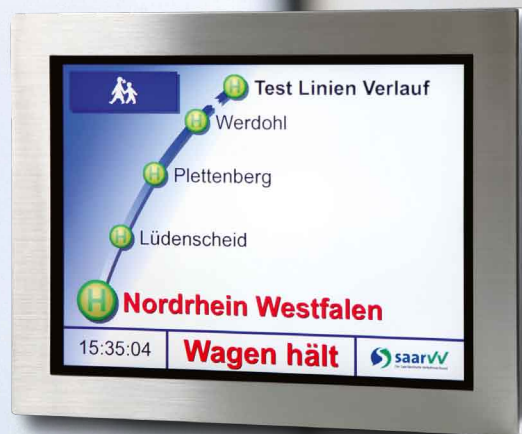 H Test Linien Verlauf
H Werdohl
H Plettenberg
H Lüdenscheid
H Nordrhein Westfalen
15:35:04
Wagen hält
saarVV